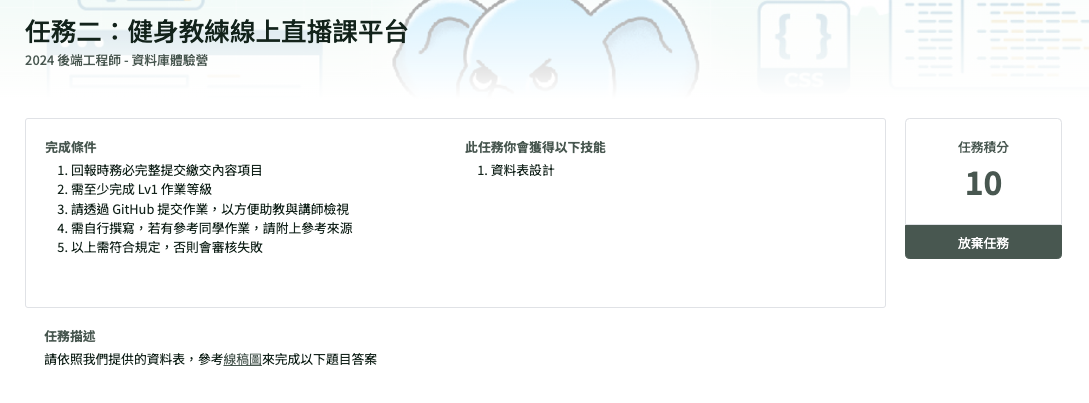 任務二：健身教練線上直播課平台
2024 後端工程師 - 資料庫體驗營
{ }
CSS
完成條件
1. 回報時務必完整提交繳交內容項目
2. 需至少完成 Lv1 作業等級
3. 請透過 GitHub 提交作業，以方便助教與講師檢視
4. 需自行撰寫，若有參考同學作業，請附上參考來源
5. 以上需符合規定，否則會審核失敗
此任務你會獲得以下技能
1. 資料表設計
任務積分
10
放棄任務
任務描述
請依照我們提供的資料表，參考線稿圖來完成以下題目答案